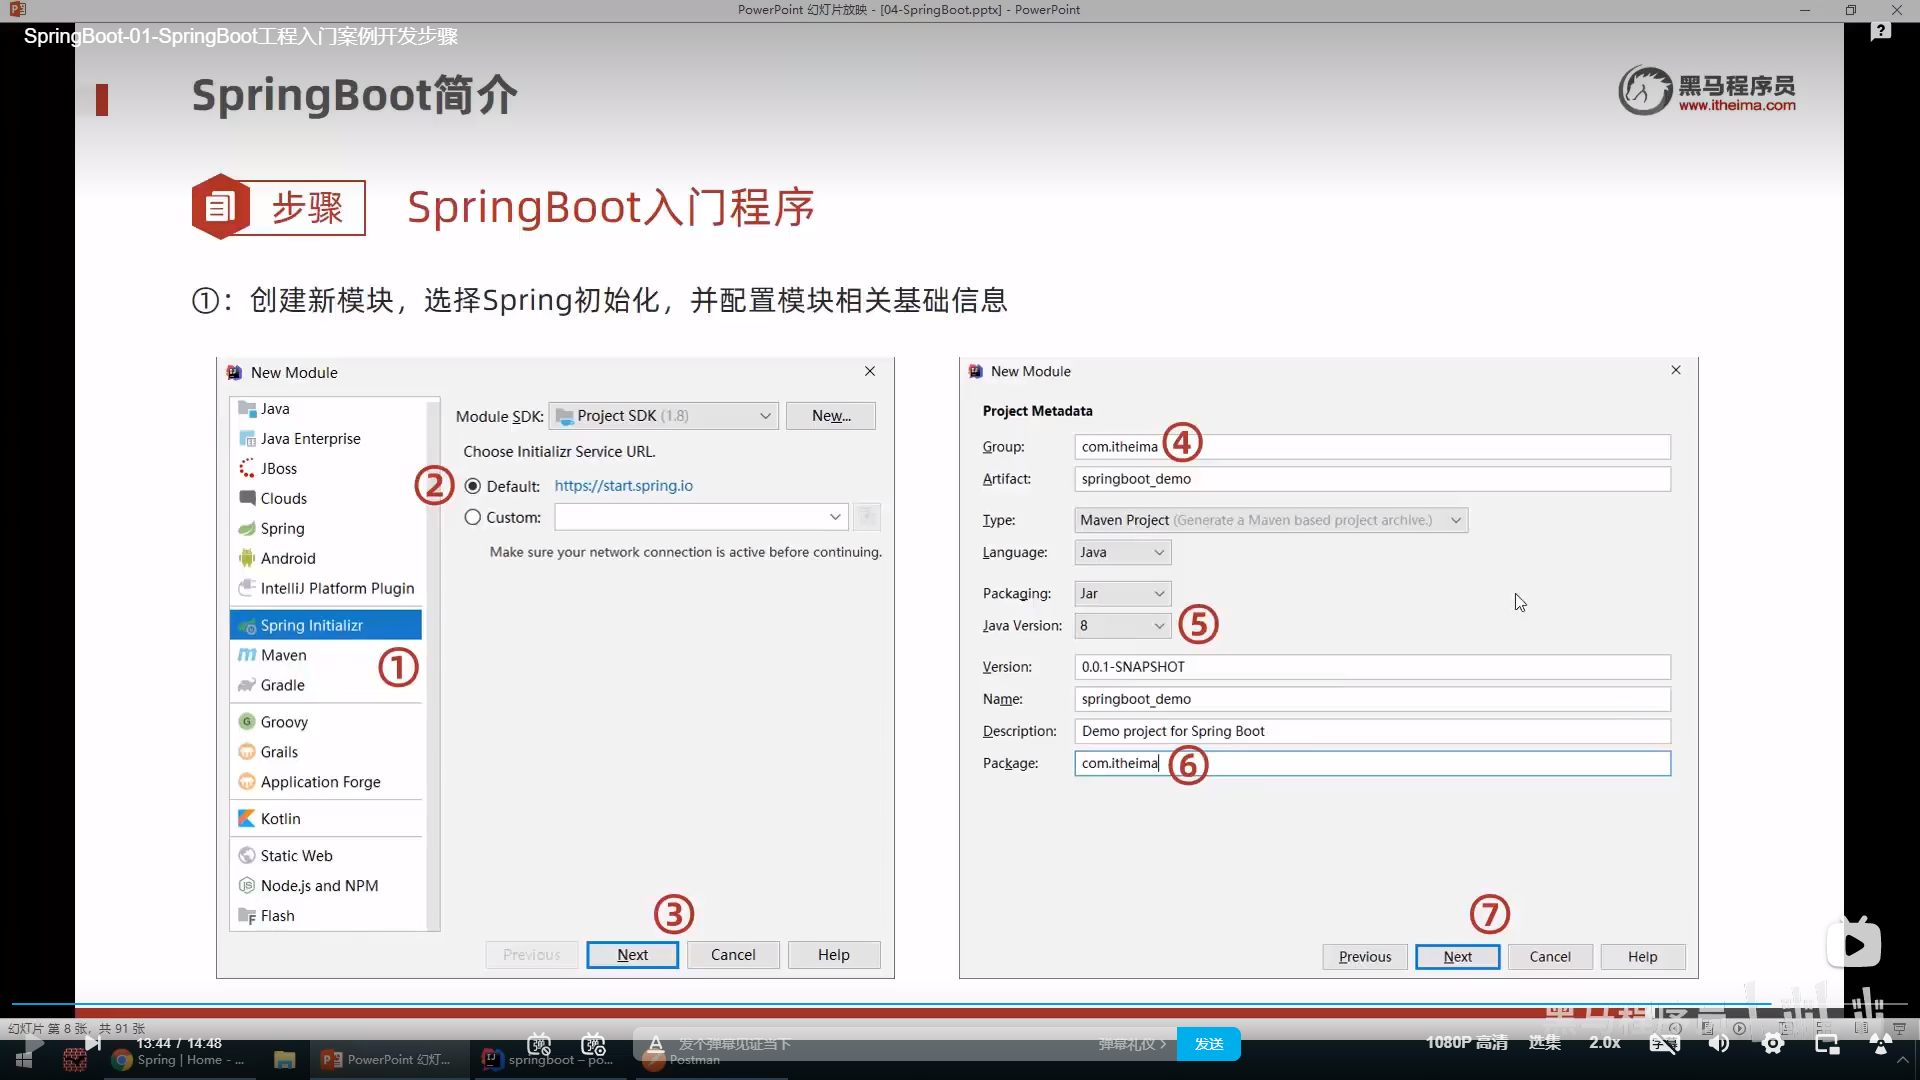 PowerPoint 幻灯片放映 - [04-SpringBoot.pptx] - PowerPoint
SpringBoot-01-SpringBoot工程入门案例开发步骤
SpringBoot简介
黑马程序员
www.itheima.com
步骤
SpringBoot入门程序
①：创建新模块，选择Spring初始化，并配置模块相关基础信息
New Module
Java
Java Enterprise
JBoss
Clouds
Spring
Android
IntelliJ Platform Plugin
Spring Initializr
Maven
①
Gradle
Groovy
Grails
Application Forge
Kotlin
Static Web
Node.js and NPM
Flash
Module SDK: Project SDK (1.8) New...
Choose Initializr Service URL.
② Default: https://start.spring.io
Custom:
Make sure your network connection is active before continuing.
③
Previous Next Cancel Help
New Module
Project Metadata
Group: com.itheima ④
Artifact: springboot_demo
Type: Maven Project (Generate a Maven based project archive.)
Language: Java
Packaging: Jar
Java Version: 8 ⑤
Version: 0.0.1-SNAPSHOT
Name: springboot_demo
Description: Demo project for Spring Boot
Package: com.itheima ⑥
⑦
Previous Next Cancel Help
幻灯片 第 8 张，共 91 张
13:44 / 14:48
发个弹幕见证当下
弹幕礼仪 >
发送
1080P 高清
选集
2.0x
Spring | Home - ...
PowerPoint 幻灯...
springboot – po...
Postman